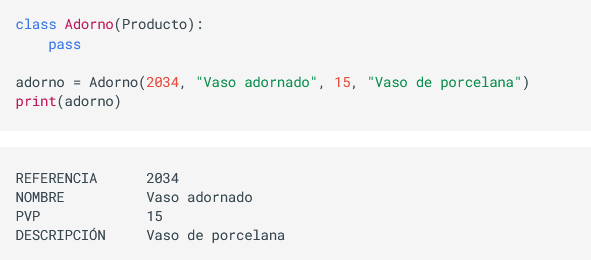 class Adorno(Producto):
    pass
adorno = Adorno(2034, "Vaso adornado", 15, "Vaso de porcelana")
print(adorno)
REFERENCIA      2034
NOMBRE          Vaso adornado
PVP             15
DESCRIPCIÓN     Vaso de porcelana